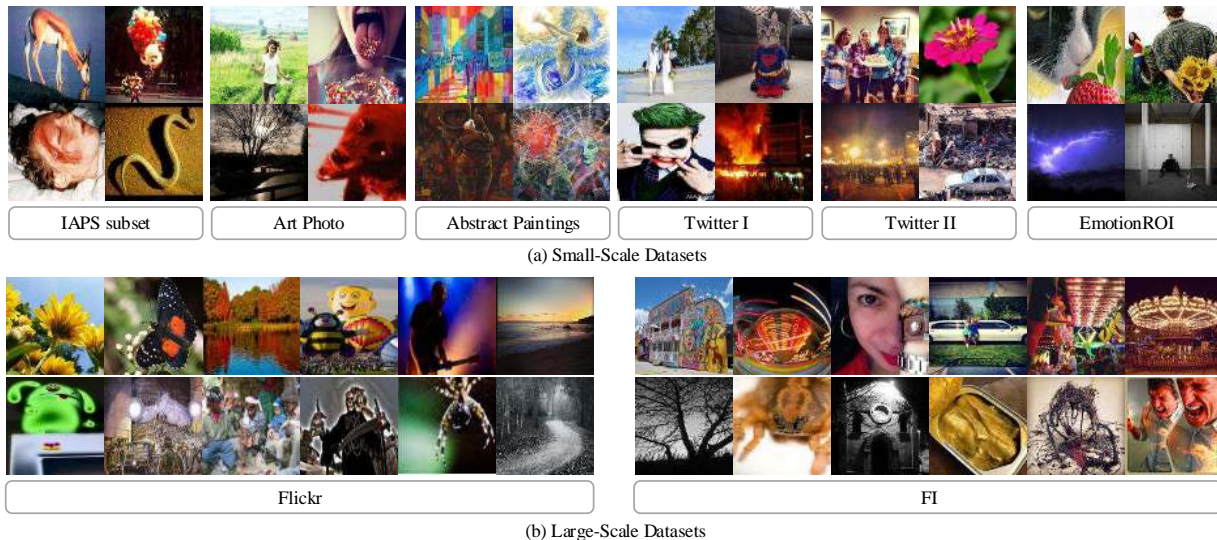 IAPS subset
Art Photo
Abstract Paintings
Twitter I
Twitter II
EmotionROI
(a) Small-Scale Datasets
Flickr
FI
(b) Large-Scale Datasets